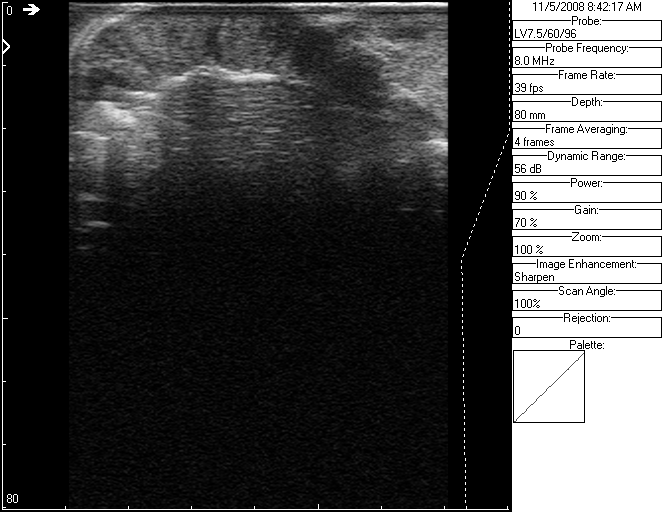 0
80
11/5/2008 8:42:17 AM
Probe:
LV7.5/60/96
Probe Frequency:
8.0 MHz
Frame Rate:
39 fps
Depth:
80 mm
Frame Averaging:
4 frames
Dynamic Range:
56 dB
Power:
90 %
Gain:
70 %
Zoom:
100 %
Image Enhancement:
Sharpen
Scan Angle:
100%
Rejection:
0
Palette: